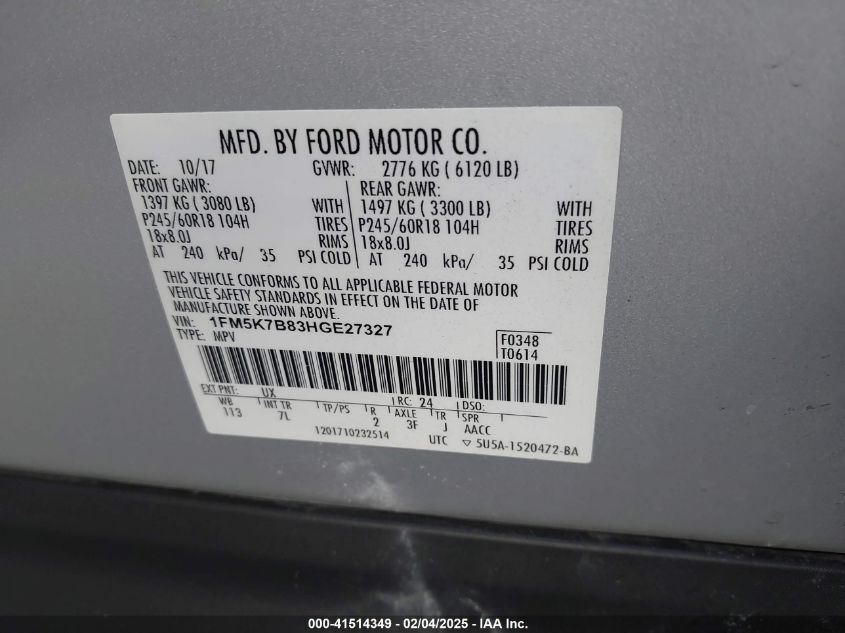 MFD. BY FORD MOTOR CO.
DATE: 10/17 GVWR: 2776 KG ( 6120 LB)
FRONT GAWR: REAR GAWR:
1397 KG ( 3080 LB) WITH 1497 KG ( 3300 LB) WITH
P245/60R18 104H TIRES P245/60R18 104H TIRES
18x8.0J RIMS 18x8.0J RIMS
AT 240 kPa/ 35 PSI COLD AT 240 kPa/ 35 PSI COLD
THIS VEHICLE CONFORMS TO ALL APPLICABLE FEDERAL MOTOR
VEHICLE SAFETY STANDARDS IN EFFECT ON THE DATE OF
MANUFACTURE SHOWN ABOVE.
VIN: 1FM5K7B83HGE27327
TYPE: MPV
F0348
T0614
EXT PNT: UX RC: 24 DSO:
WB INT TR TP/PS R AXLE TR SPR
113 7L 2 3F J AACC
1201710232514 UTC ▽ 5U5A-1520472-BA
000-41514349 - 02/04/2025 - IAA Inc.